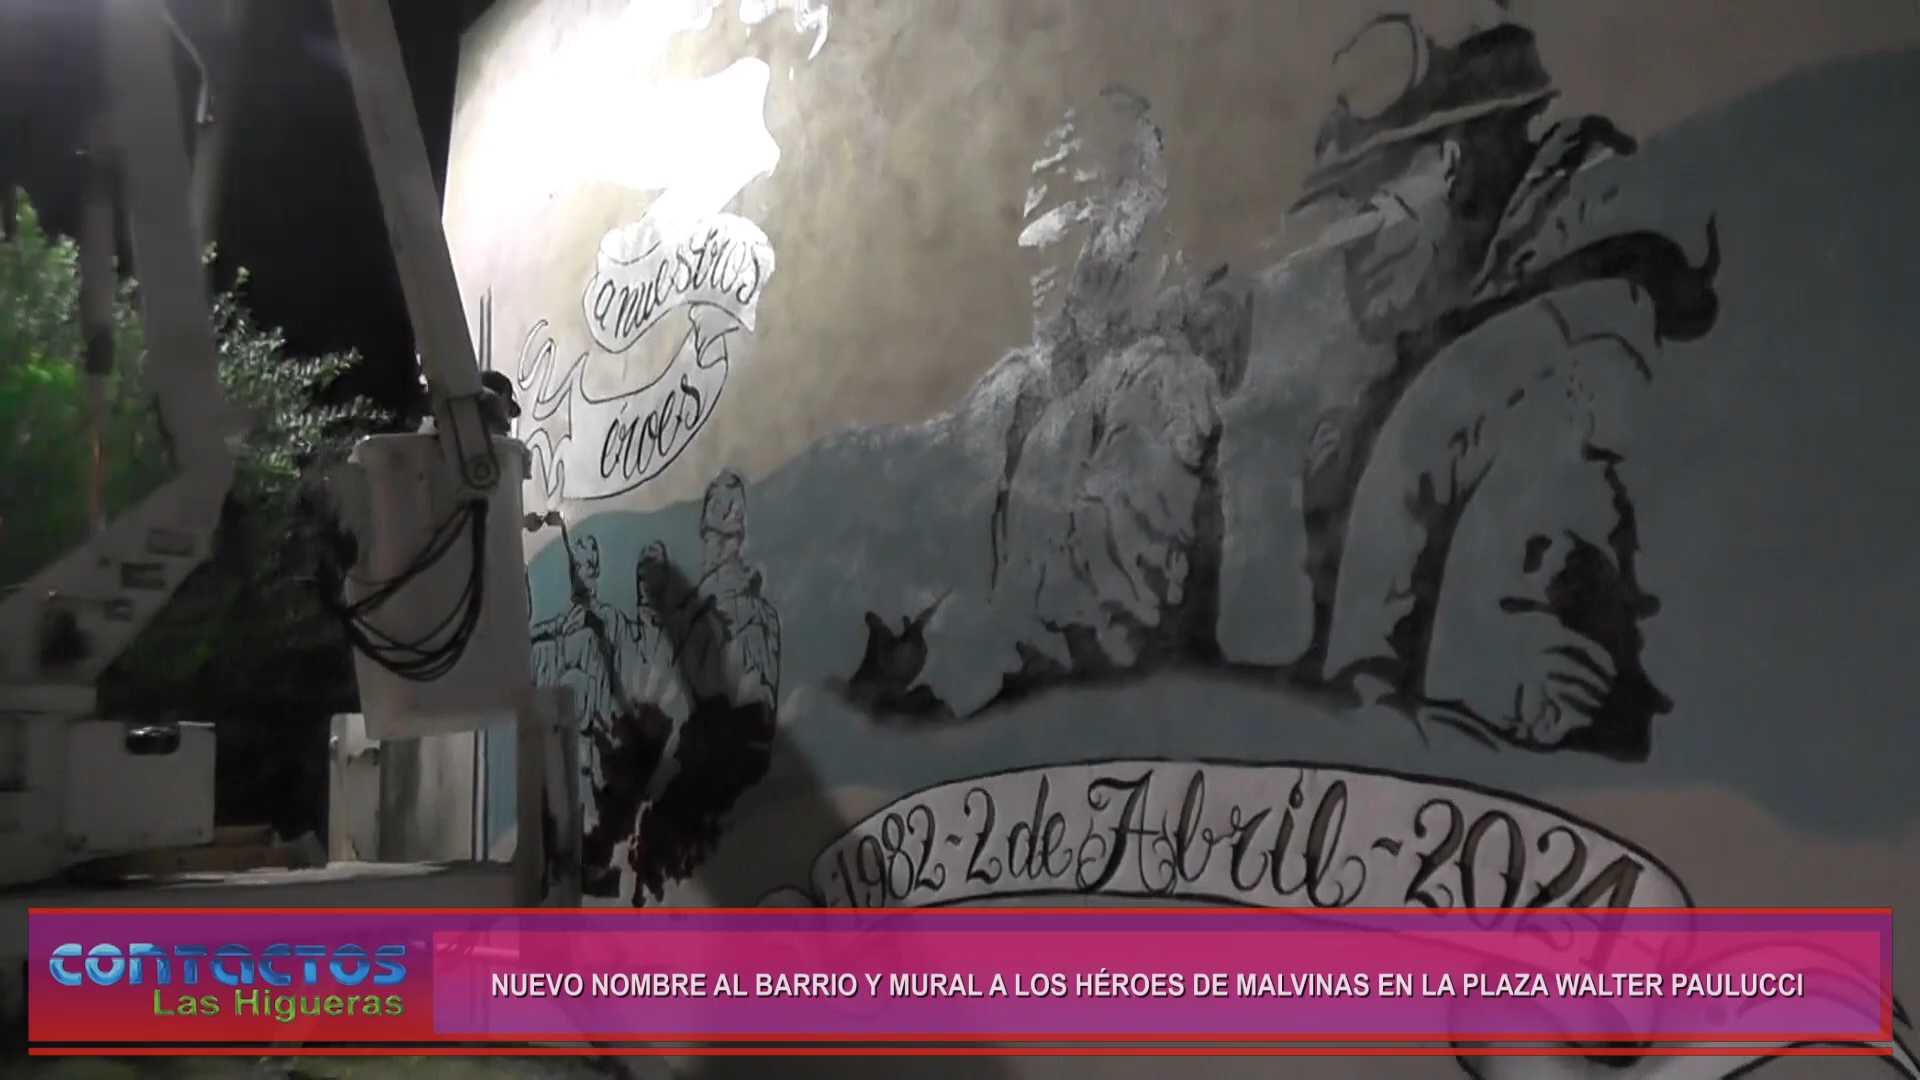 a nuestros
Héroes
1982-2 de Abril-2024
CONTACTOS
Las Higueras
NUEVO NOMBRE AL BARRIO Y MURAL A LOS HÉROES DE MALVINAS EN LA PLAZA WALTER PAULUCCI